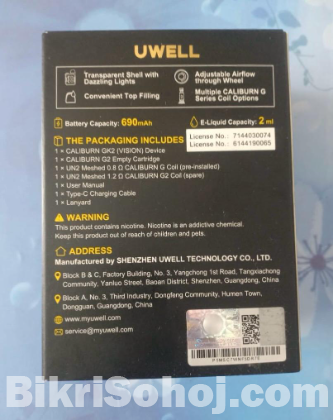 UWELL
Transparent Shell with
Dazzling Lights
Adjustable Airflow
through Wheel
Convenient Top Filling
Multiple CALIBURN G
Series Coil Options
Battery Capacity: 690mAh
E-Liquid Capacity: 2 ml
THE PACKAGING INCLUDES
License No.: 7144030074
License No.: 6144190065
1 × CALIBURN GK2 (VISION) Device
1 × CALIBURN G2 Empty Cartridge
1 × UN2 Meshed 0.8 Ω CALIBURN G Coil (pre-installed)
1 × UN2 Meshed 1.2 Ω CALIBURN G2 Coil (spare)
1 × User Manual
1 × Type-C Charging Cable
1 × Lanyard
WARNING
This product contains nicotine. Nicotine is an addictive chemical.
Keep this product out of reach of children and pets.
ADDRESS
Manufactured by SHENZHEN UWELL TECHNOLOGY CO., LTD.
Block B & C, Factory Building, No. 3, Yangchong 1st Road, Tangxiachong
Community, Yanluo Street, Baoan District, Shenzhen, Guangdong, China
Block A, No. 3, Third Industry, Dongfeng Community, Humen Town,
Dongguan, Guangdong, China
www.myuwell.com
service@myuwell.com
BikriSohoj.com